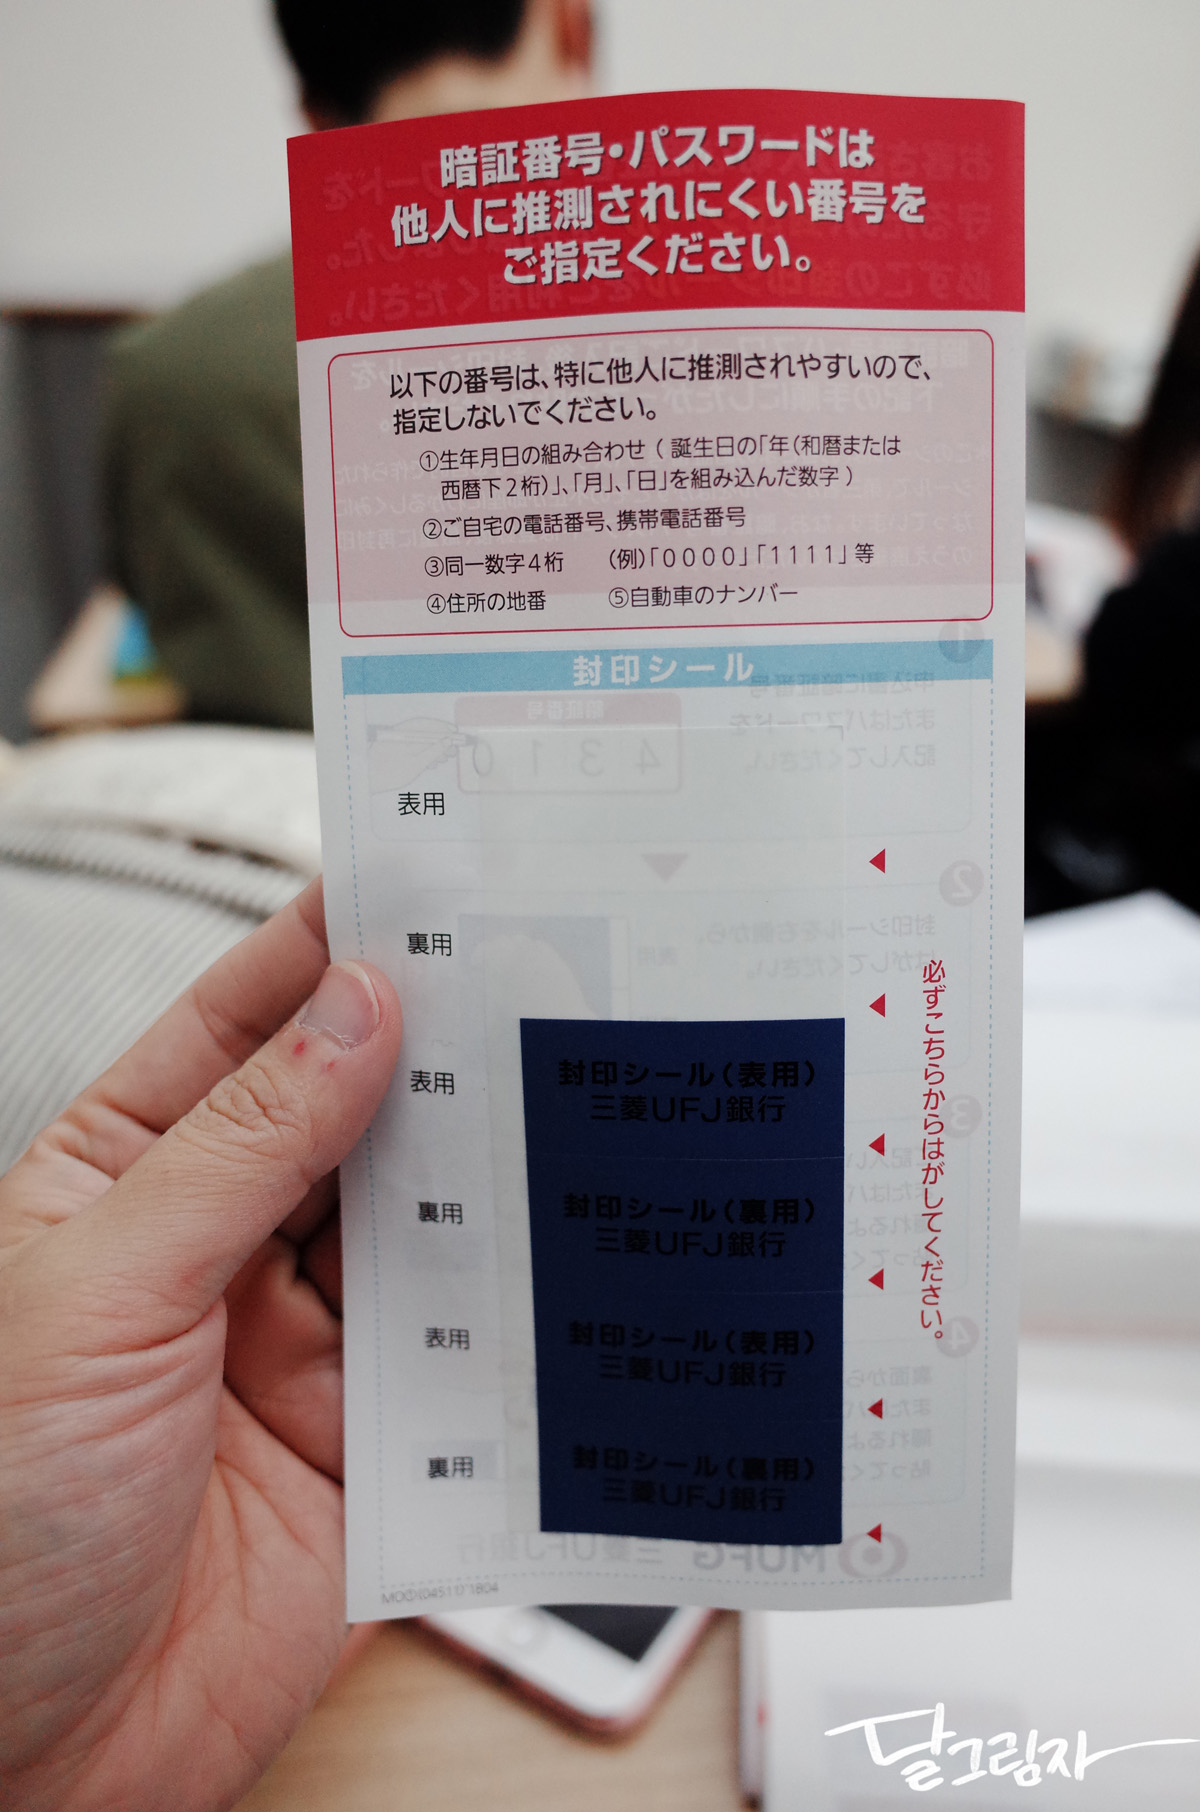 暗証番号・パスワードは
他人に推測されにくい番号を
ご指定ください。
以下の番号は、特に他人に推測されやすいので、
指定しないでください。
①生年月日の組み合わせ（誕生日の「年（和暦または
西暦下2桁）」、「月」、「日」を組み込んだ数字）
②ご自宅の電話番号、携帯電話番号
③同一数字4桁　（例）「0000」「1111」等
④住所の地番　⑤自動車のナンバー
封印シール
表用
裏用
表用
裏用
表用
裏用
封印シール（表用）
三菱UFJ銀行
封印シール（裏用）
三菱UFJ銀行
封印シール（表用）
三菱UFJ銀行
封印シール（裏用）
三菱UFJ銀行
必ずこちらからはがしてください。
달그림자